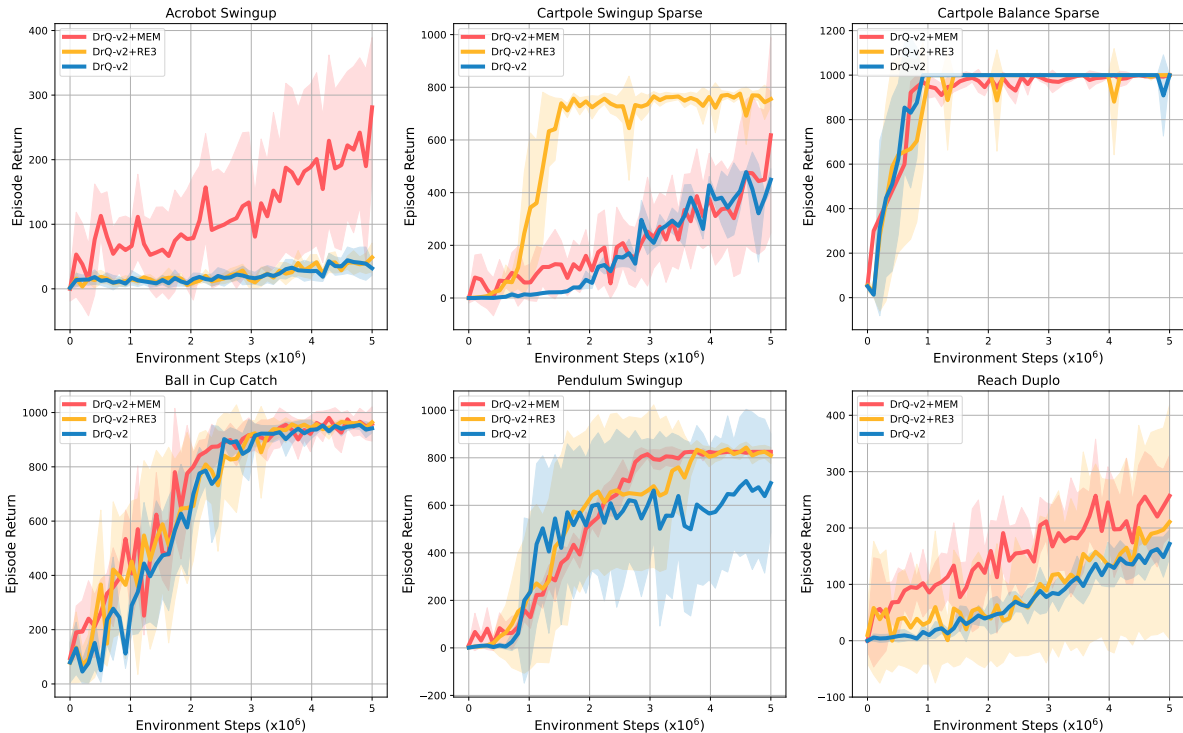 Acrobot Swingup
400
300
200
100
0
Episode Return
DrQ-v2+MEM
DrQ-v2+RE3
DrQ-v2
0 1 2 3 4 5
Environment Steps (x10⁶)
Cartpole Swingup Sparse
1000
800
600
400
200
0
Episode Return
DrQ-v2+MEM
DrQ-v2+RE3
DrQ-v2
0 1 2 3 4 5
Environment Steps (x10⁶)
Cartpole Balance Sparse
1200
1000
800
600
400
200
0
Episode Return
DrQ-v2+MEM
DrQ-v2+RE3
DrQ-v2
0 1 2 3 4 5
Environment Steps (x10⁶)
Ball in Cup Catch
1000
800
600
400
200
0
Episode Return
DrQ-v2+MEM
DrQ-v2+RE3
DrQ-v2
0 1 2 3 4 5
Environment Steps (x10⁶)
Pendulum Swingup
1000
800
600
400
200
0
−200
Episode Return
DrQ-v2+MEM
DrQ-v2+RE3
DrQ-v2
0 1 2 3 4 5
Environment Steps (x10⁶)
Reach Duplo
400
300
200
100
0
−100
Episode Return
DrQ-v2+MEM
DrQ-v2+RE3
DrQ-v2
0 1 2 3 4 5
Environment Steps (x10⁶)